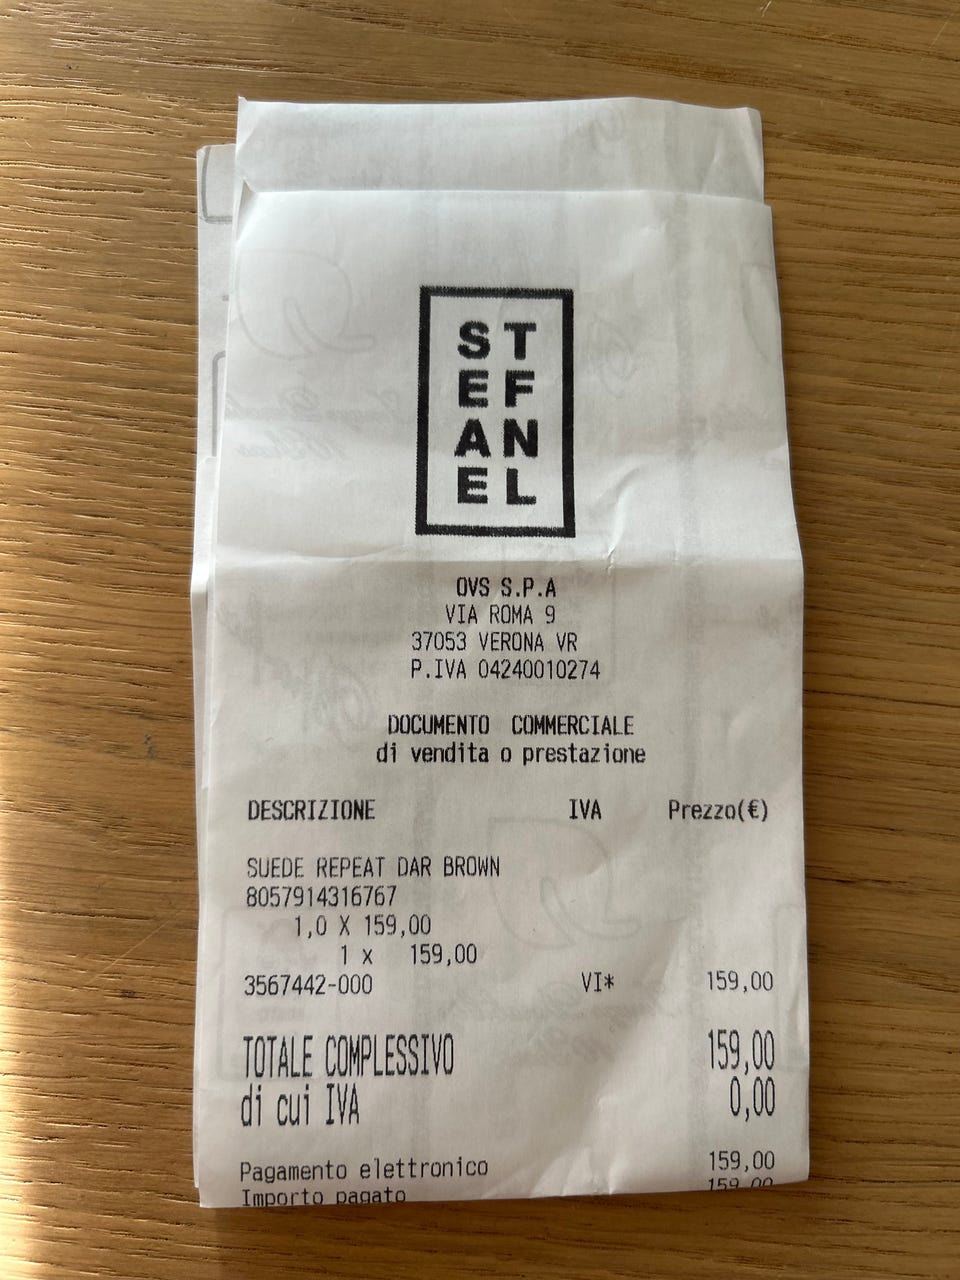 ST
EF
AN
EL
OVS S.P.A
VIA ROMA 9
37053 VERONA VR
P.IVA 04240010274
DOCUMENTO COMMERCIALE
di vendita o prestazione
DESCRIZIONE IVA Prezzo(€)
SUEDE REPEAT DAR BROWN
8057914316767
1,0 X 159,00
1 x 159,00
3567442-000 VI* 159,00
TOTALE COMPLESSIVO 159,00
di cui IVA 0,00
Pagamento elettronico 159,00
Importo pagato 159,00